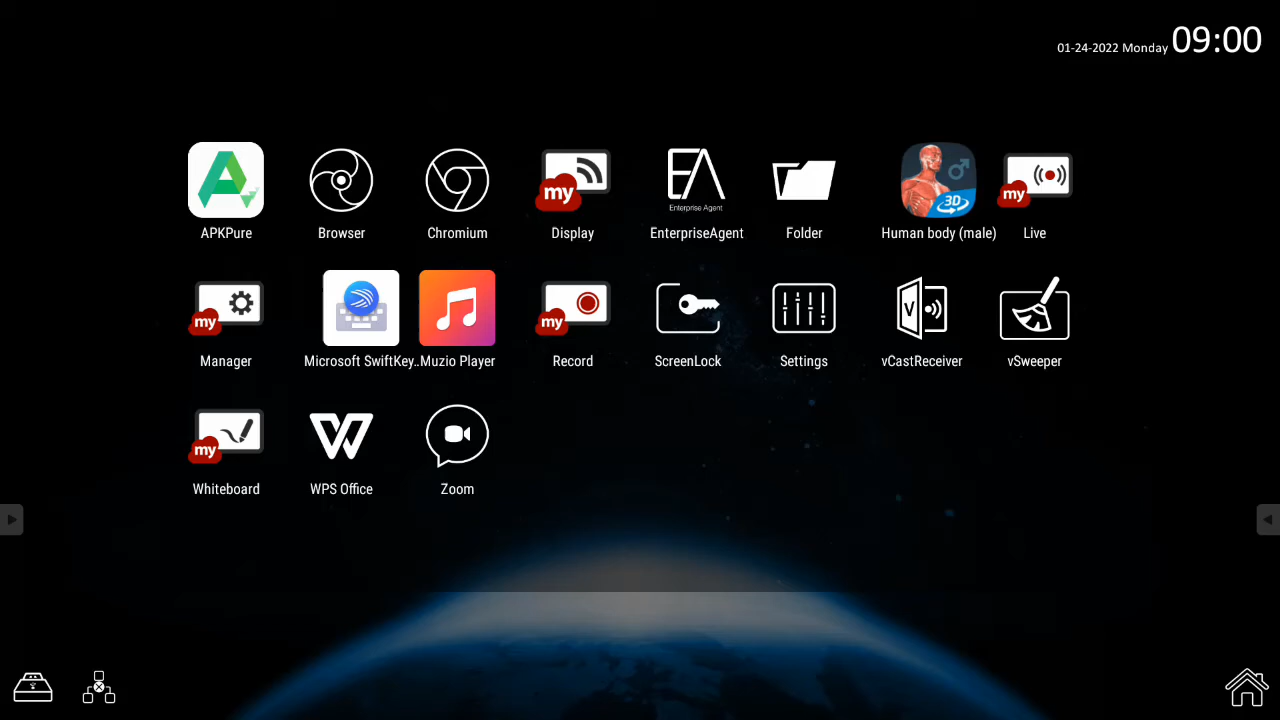 01-24-2022 Monday 09:00
APKPure
Browser
Chromium
my
Display
EA
Enterprise Agent
EnterpriseAgent
Folder
3D
Human body (male)
my
Live
my
Manager
Microsoft SwiftKey..
Muzio Player
my
Record
ScreenLock
Settings
V
vCastReceiver
vSweeper
my
Whiteboard
WPS Office
Zoom